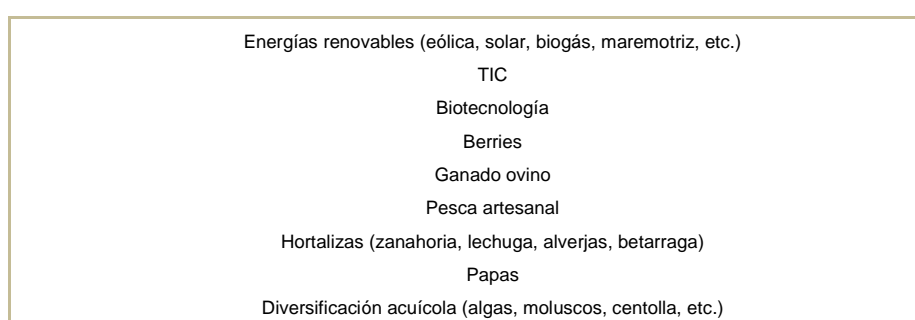 Energías renovables (eólica, solar, biogás, maremotriz, etc.)
TIC
Biotecnología
Berries
Ganado ovino
Pesca artesanal
Hortalizas (zanahoria, lechuga, alverjas, betarraga)
Papas
Diversificación acuícola (algas, moluscos, centolla, etc.)